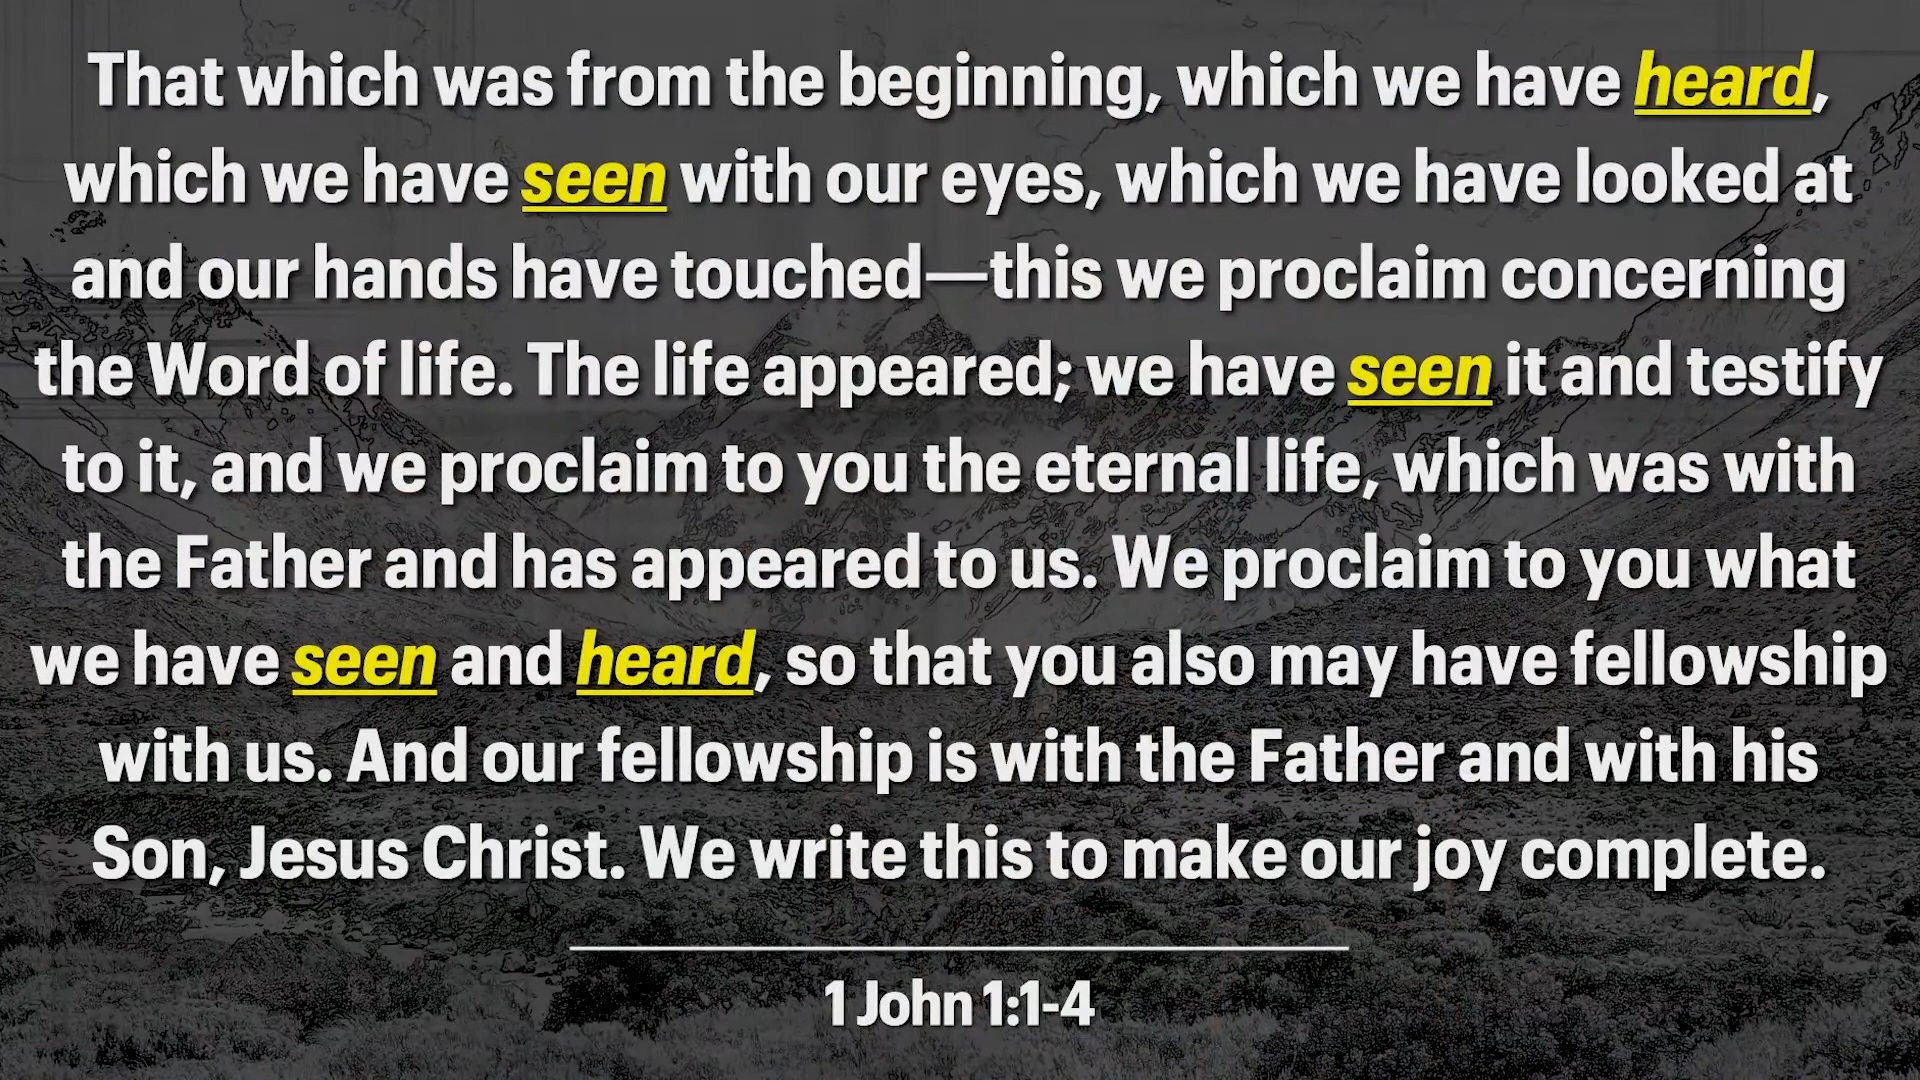 That which was from the beginning, which we have heard,
which we have seen with our eyes, which we have looked at
and our hands have touched—this we proclaim concerning
the Word of life. The life appeared; we have seen it and testify
to it, and we proclaim to you the eternal life, which was with
the Father and has appeared to us. We proclaim to you what
we have seen and heard, so that you also may have fellowship
with us. And our fellowship is with the Father and with his
Son, Jesus Christ. We write this to make our joy complete.
1 John 1:1-4